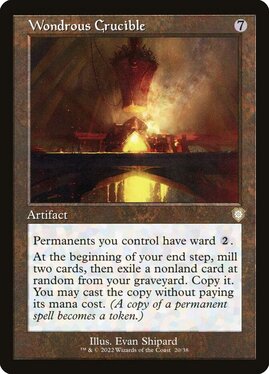 Wondrous Crucible 7
Artifact
Permanents you control have ward 2.
At the beginning of your end step, mill
two cards, then exile a nonland card at
random from your graveyard. Copy it.
You may cast the copy without paying
its mana cost. (A copy of a permanent
spell becomes a token.)
Illus. Evan Shipard
™ & © 2022 Wizards of the Coast 20/38